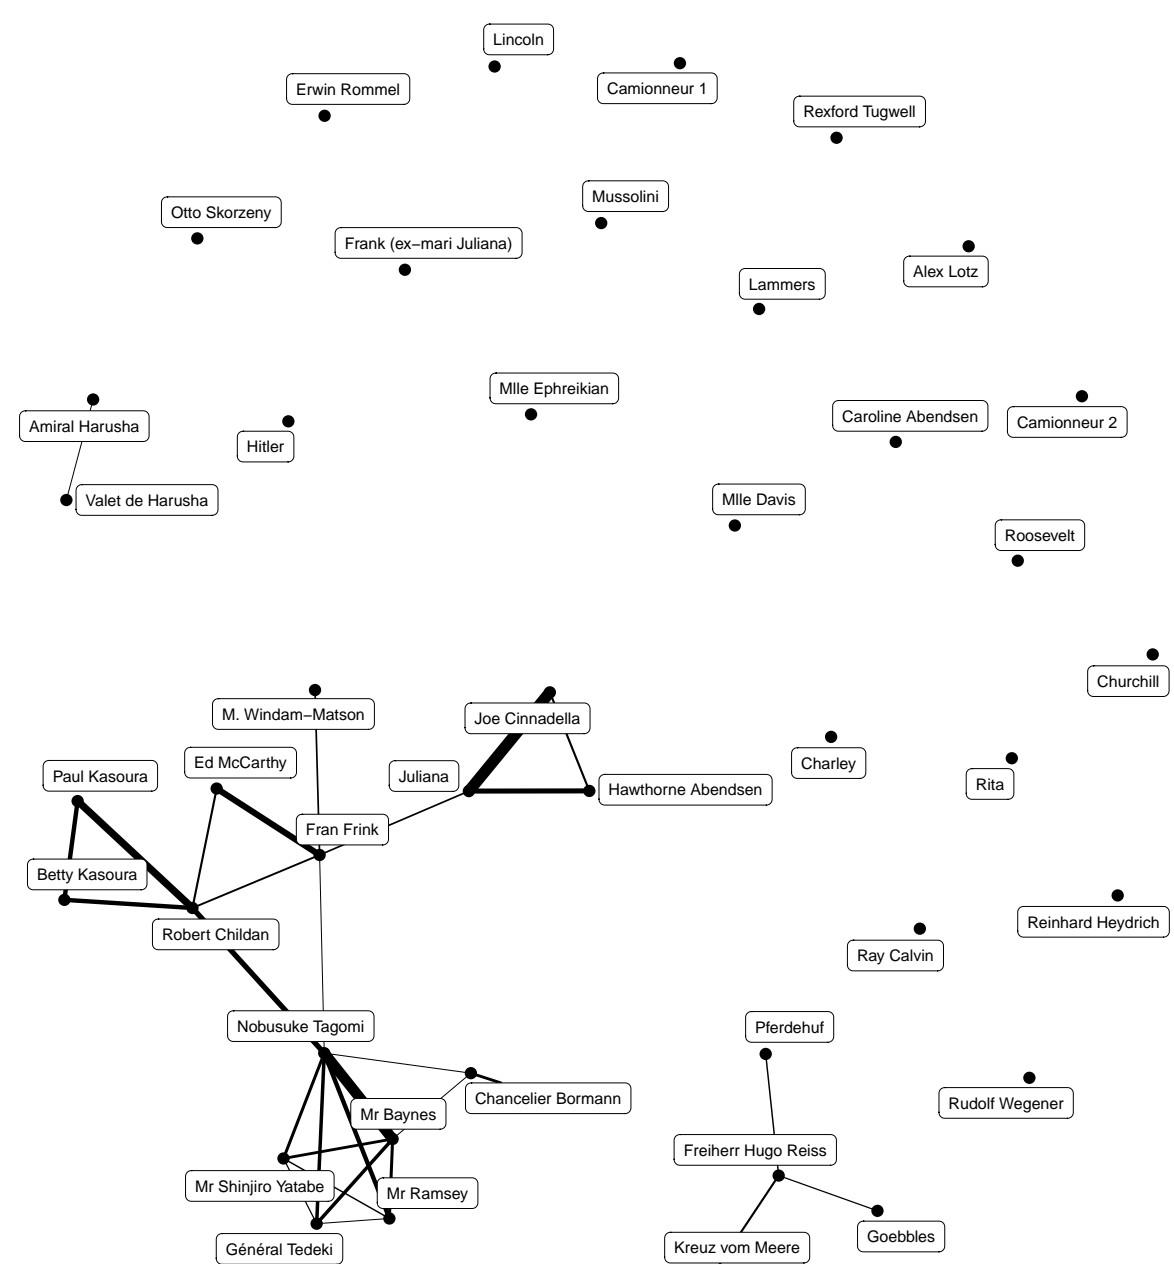 Lincoln
Erwin Rommel
Camionneur 1
Rexford Tugwell
Mussolini
Otto Skorzeny
Frank (ex−mari Juliana)
Alex Lotz
Lammers
Mlle Ephreikian
Caroline Abendsen
Camionneur 2
Amiral Harusha
Hitler
Valet de Harusha
Mlle Davis
Roosevelt
Churchill
M. Windam−Matson
Joe Cinnadella
Ed McCarthy
Charley
Paul Kasoura
Juliana
Rita
Hawthorne Abendsen
Fran Frink
Betty Kasoura
Reinhard Heydrich
Robert Childan
Ray Calvin
Nobusuke Tagomi
Pferdehuf
Chancelier Bormann
Rudolf Wegener
Mr Baynes
Freiherr Hugo Reiss
Mr Shinjiro Yatabe
Mr Ramsey
Goebbles
Kreuz vom Meere
Général Tedeki